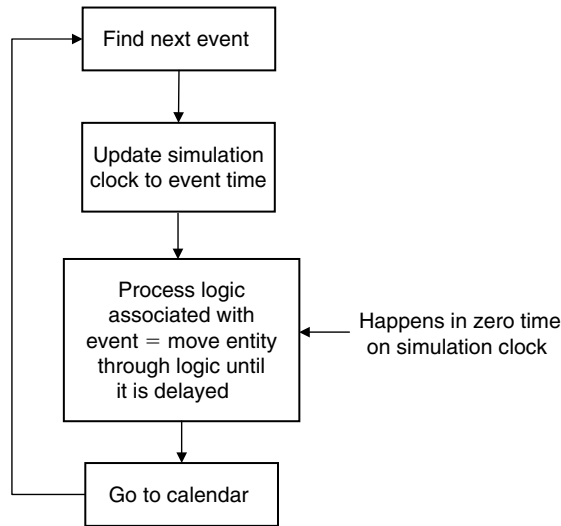 Find next event
Update simulation
clock to event time
Process logic
associated with
event = move entity
through logic until
it is delayed
Happens in zero time
on simulation clock
Go to calendar